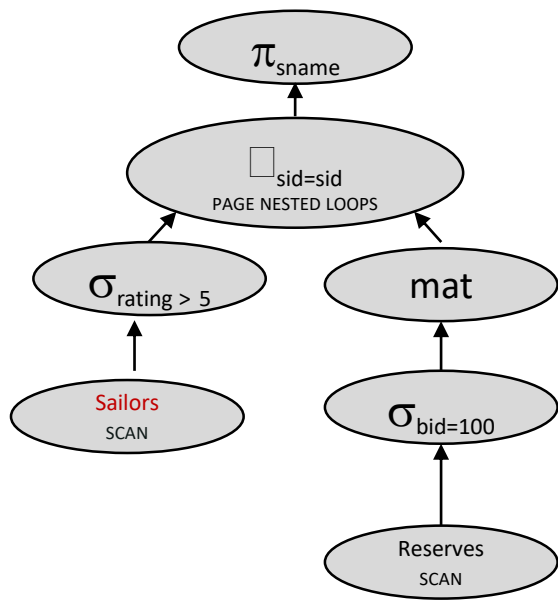 π sname
□ sid=sid
PAGE NESTED LOOPS
σ rating > 5
mat
Sailors
SCAN
σ bid=100
Reserves
SCAN